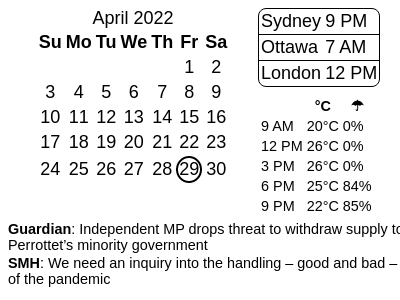 April 2022
Su Mo Tu We Th Fr Sa
1 2
3 4 5 6 7 8 9
10 11 12 13 14 15 16
17 18 19 20 21 22 23
24 25 26 27 28 29 30
Sydney 9 PM
Ottawa 7 AM
London 12 PM
°C ☂
9 AM 20°C 0%
12 PM 26°C 0%
3 PM 26°C 0%
6 PM 25°C 84%
9 PM 22°C 85%
Guardian: Independent MP drops threat to withdraw supply to
Perrottet’s minority government
SMH: We need an inquiry into the handling – good and bad –
of the pandemic